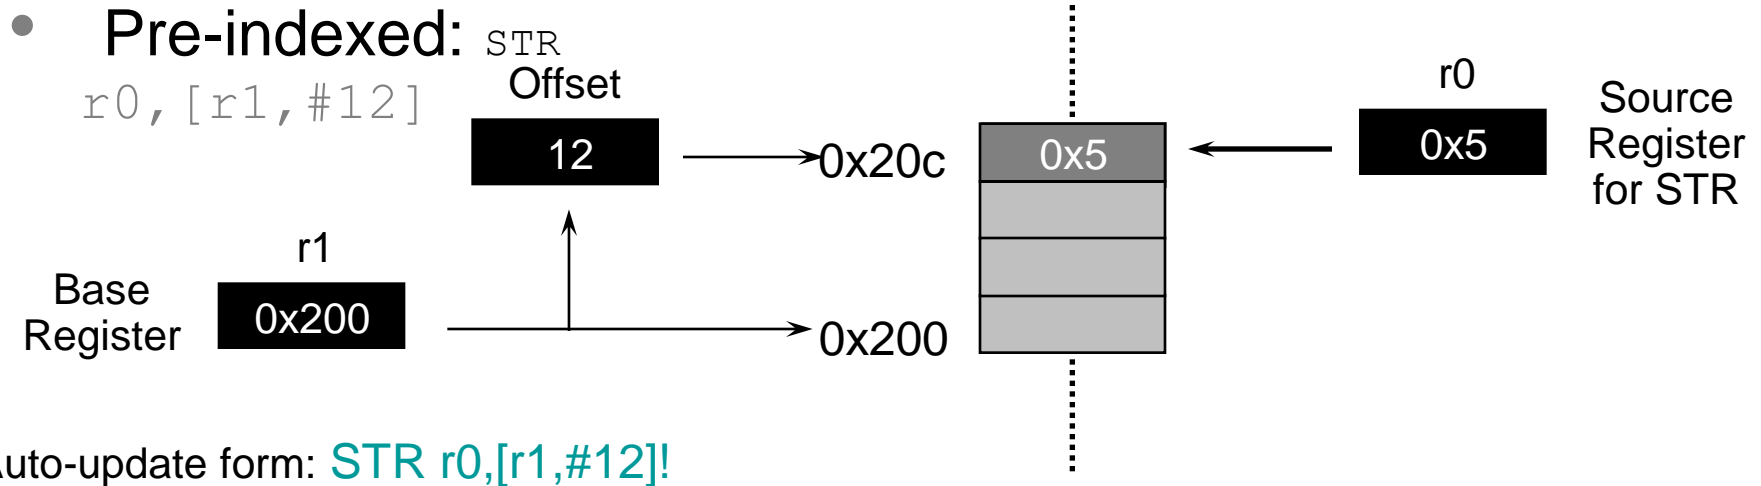 • Pre-indexed: STR
r0,[r1,#12]
Offset
12
0x20c
0x5
r0
0x5
Source
Register
for STR
r1
Base
Register
0x200
0x200
Auto-update form: STR r0,[r1,#12]!